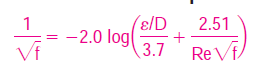 1/√f = −2.0 log(ε/D/3.7 + 2.51/Re√f)